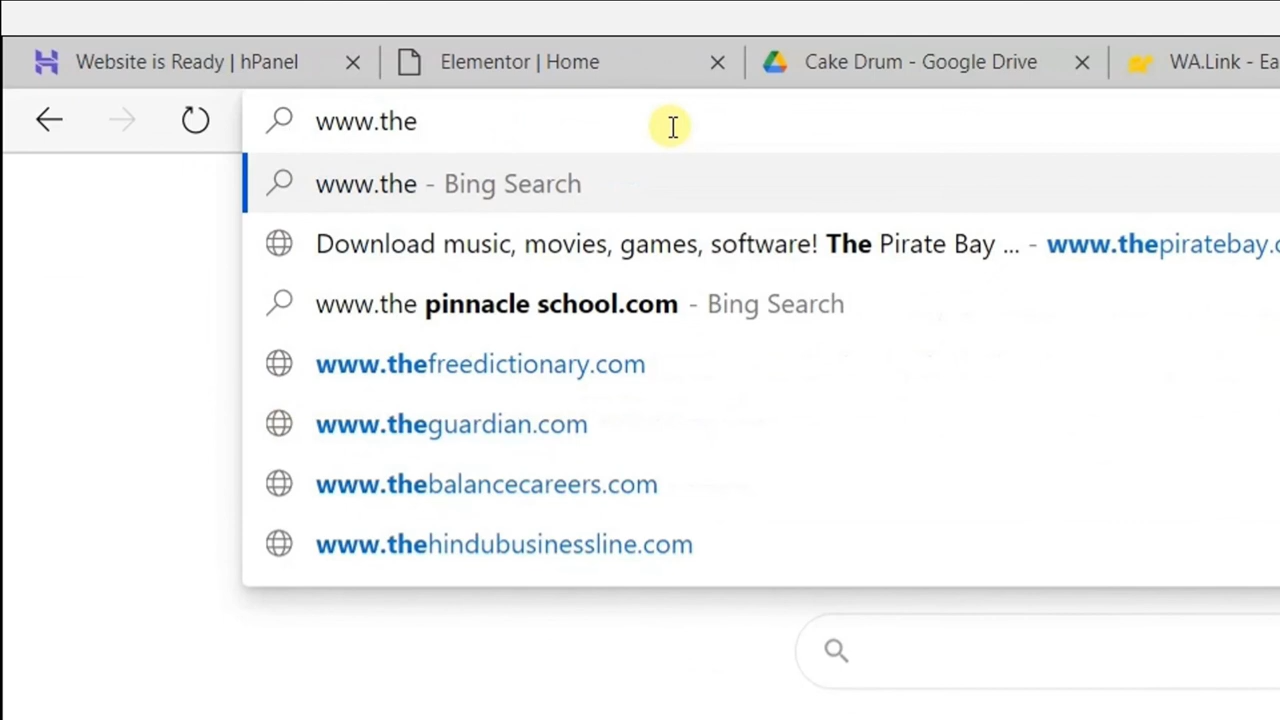 Website is Ready | hPanel
Elementor | Home
Cake Drum - Google Drive
WA.Link - Ea
www.the
www.the - Bing Search
Download music, movies, games, software! The Pirate Bay ... - www.thepiratebay.
www.the pinnacle school.com - Bing Search
www.thefreedictionary.com
www.theguardian.com
www.thebalancecareers.com
www.thehindubusinessline.com